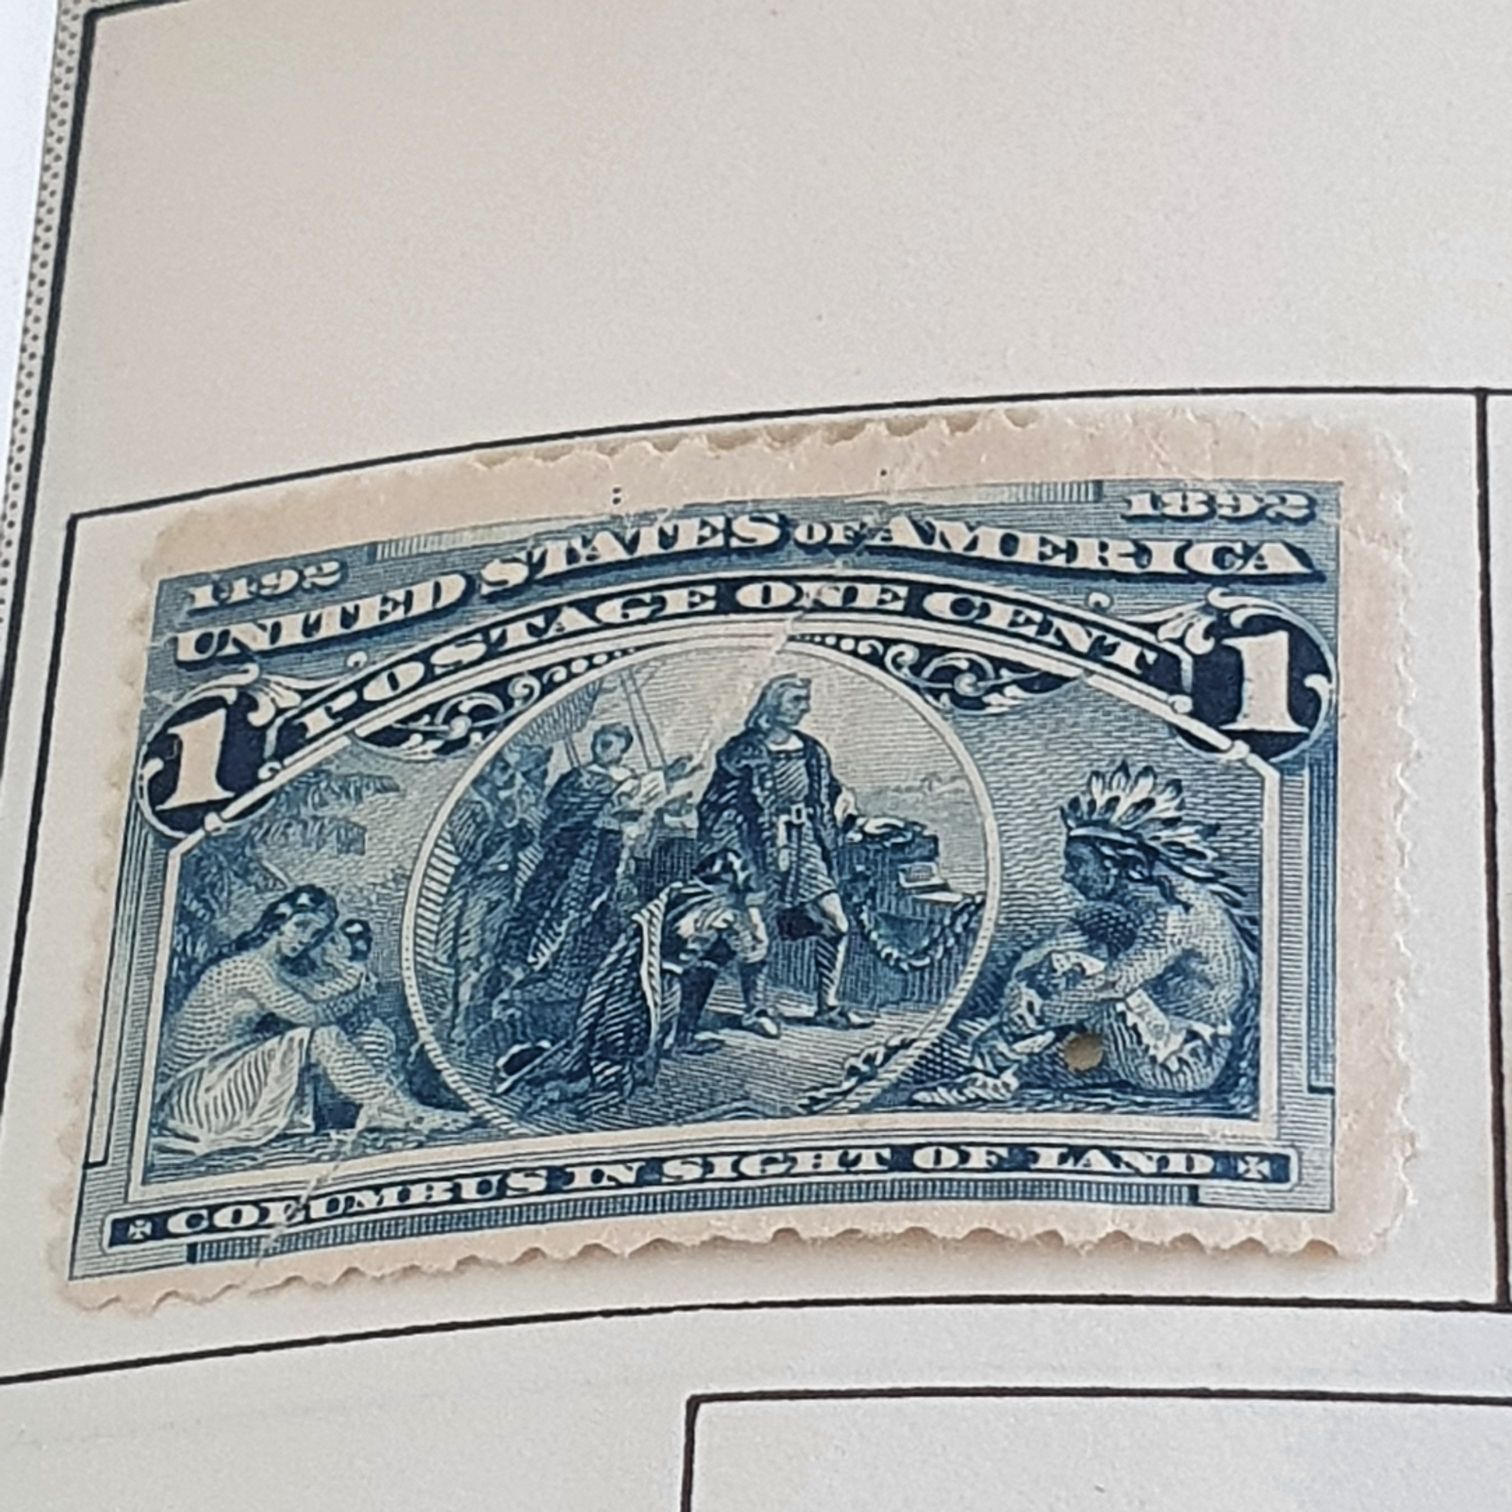 1492 1892
UNITED STATES OF AMERICA
POSTAGE ONE CENT
1 1
COLUMBUS IN SIGHT OF LAND